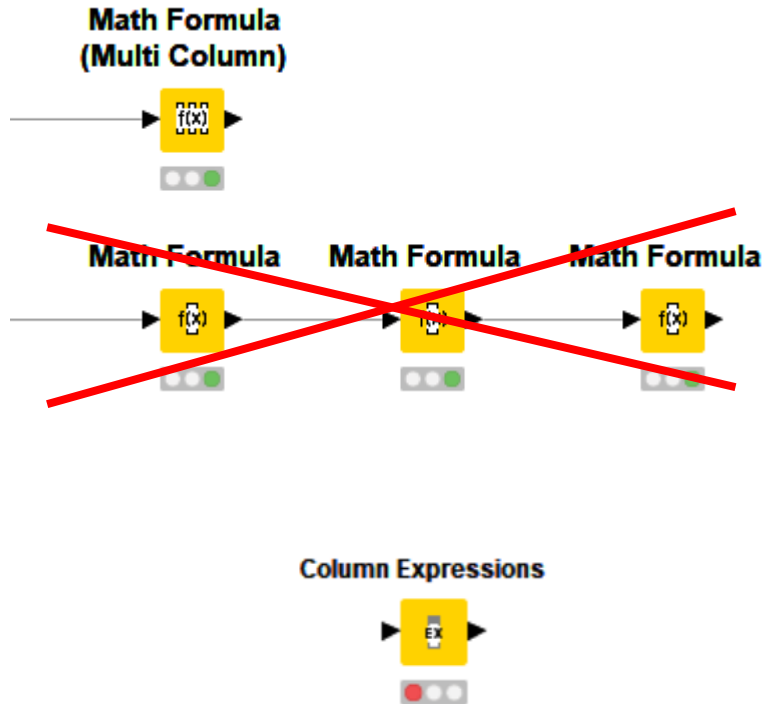 Math Formula
(Multi Column)
f(x)
Math Formula Math Formula Math Formula
f(x) f(x) f(x)
Column Expressions
EX